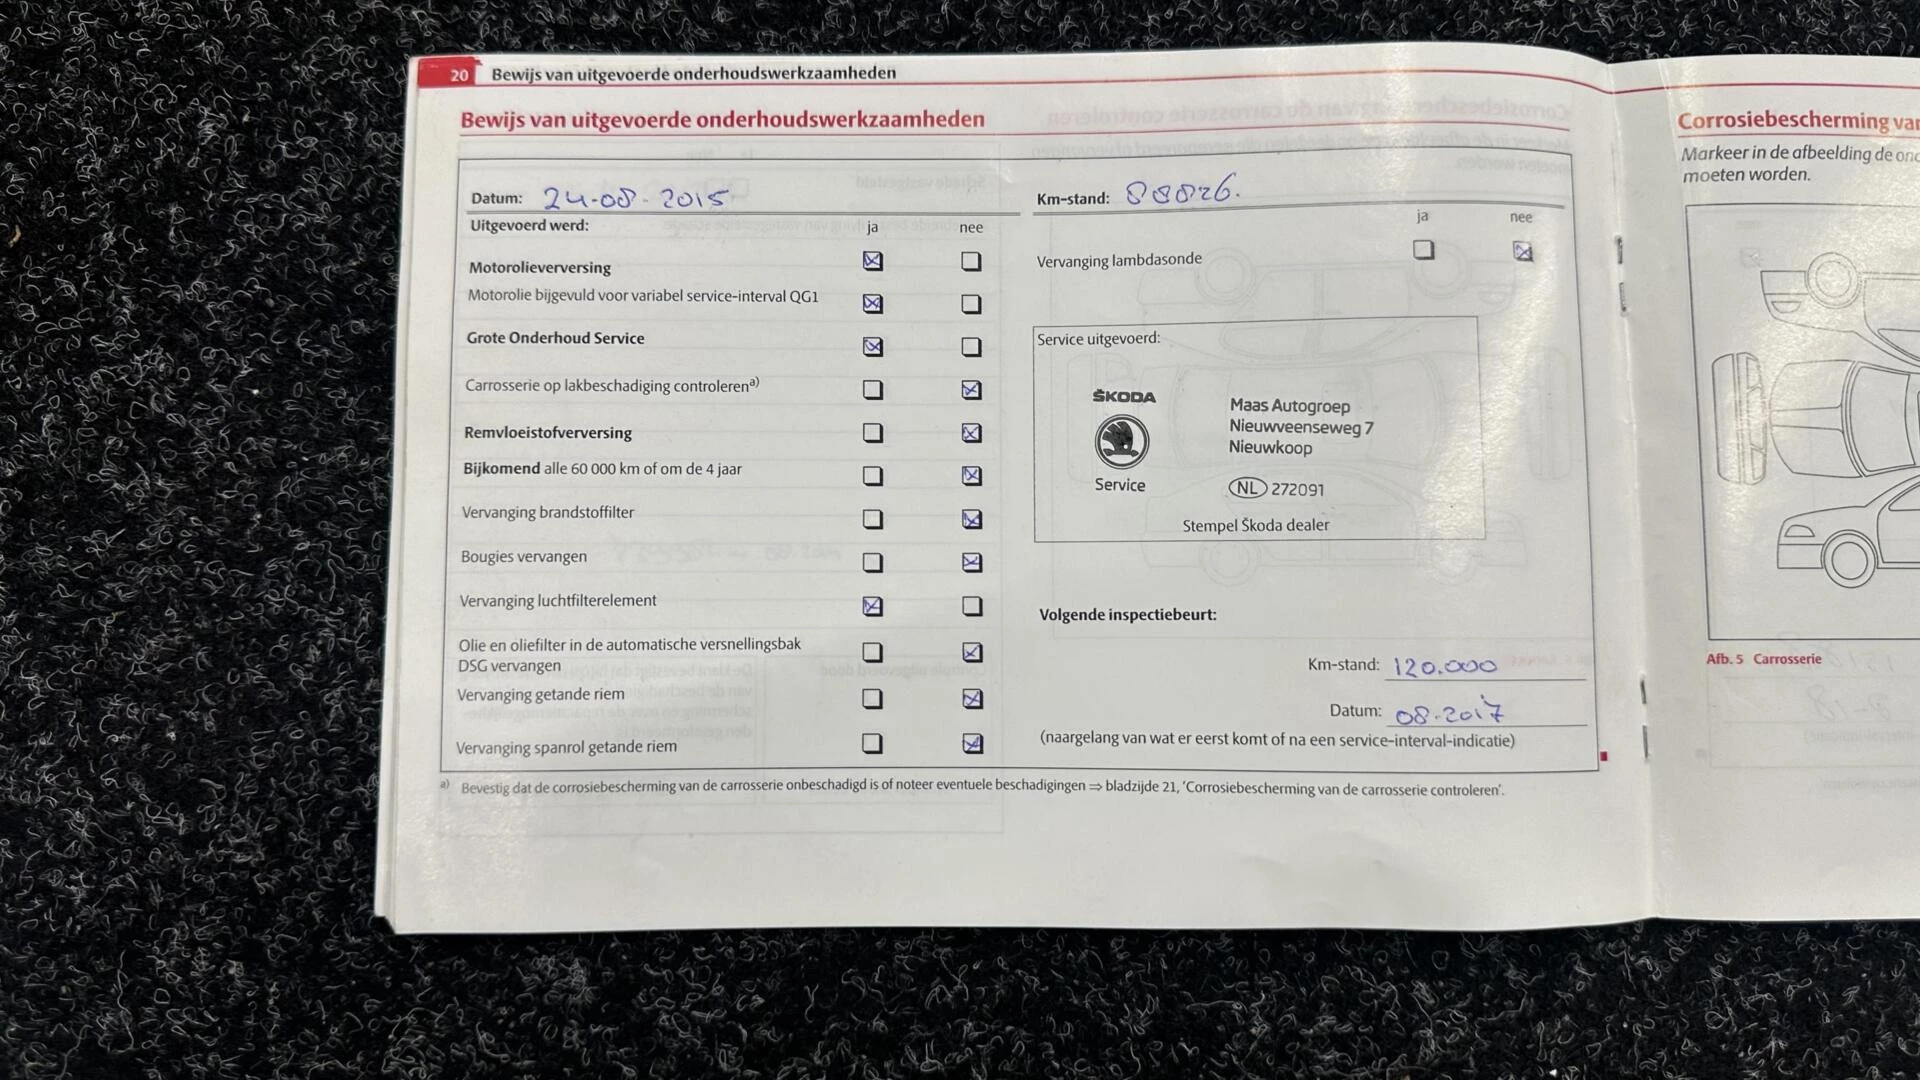 20 Bewijs van uitgevoerde onderhoudswerkzaamheden
Bewijs van uitgevoerde onderhoudswerkzaamheden
Datum: 24-08-2015
Uitgevoerd werd: ja nee
Motorolieverversing
Motorolie bijgevuld voor variabel service-interval QG1
Grote Onderhoud Service
Carrosserie op lakbeschadiging controleren a)
Remvloeistofverversing
Bijkomend alle 60 000 km of om de 4 jaar
Vervanging brandstoffilter
Bougies vervangen
Vervanging luchtfilterelement
Olie en oliefilter in de automatische versnellingsbak
DSG vervangen
Vervanging getande riem
Vervanging spanrol getande riem
Km-stand: 88826.
ja nee
Vervanging lambdasonde
Service uitgevoerd:
ŠKODA
Service
Maas Autogroep
Nieuwveenseweg 7
Nieuwkoop
NL 272091
Stempel Škoda dealer
Volgende inspectiebeurt:
Km-stand: 120.000
Datum: 08-2017
(naargelang van wat er eerst komt of na een service-interval-indicatie)
a) Bevestig dat de corrosiebescherming van de carrosserie onbeschadigd is of noteer eventuele beschadigingen ⇒ bladzijde 21, 'Corrosiebescherming van de carrosserie controleren'.
Corrosiebescherming van
Markeer in de afbeelding de
moeten worden.
Afb. 5 Carrosserie